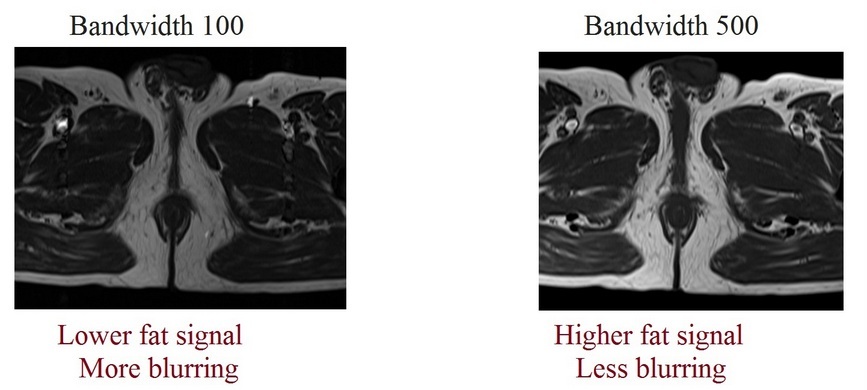 Bandwidth 100
Bandwidth 500
Lower fat signal
More blurring
Higher fat signal
Less blurring